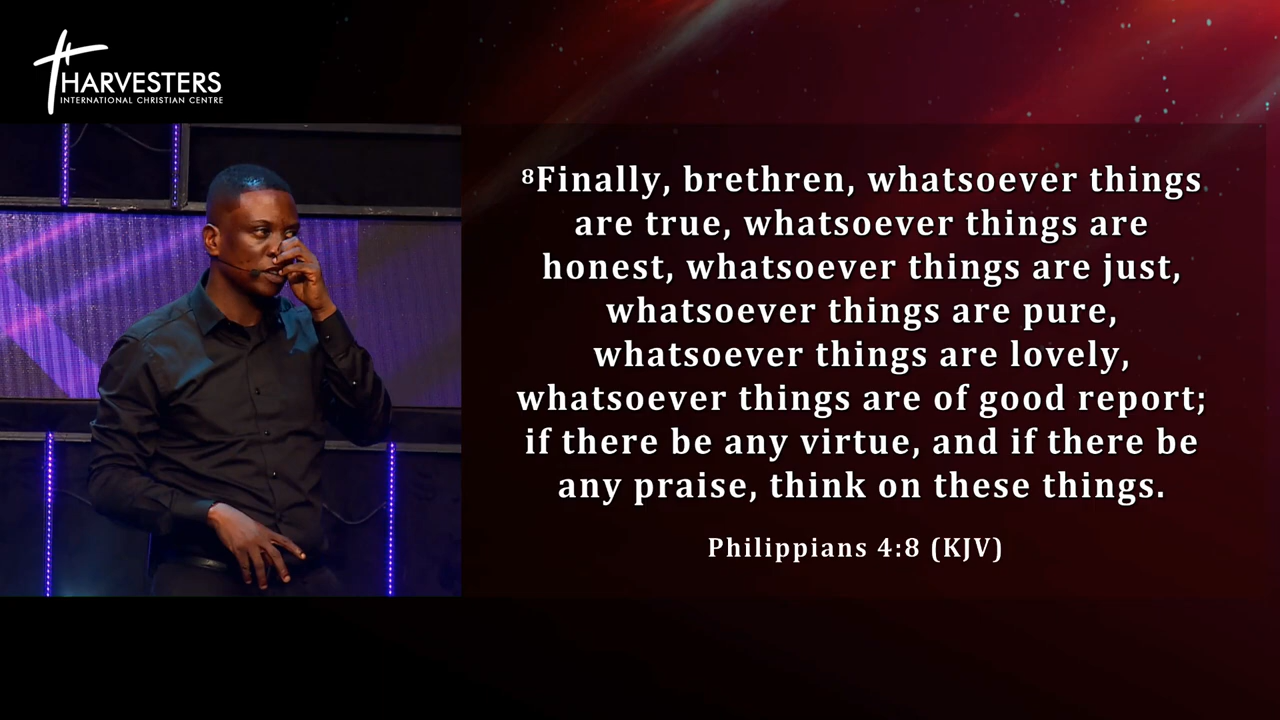 HARVESTERS
INTERNATIONAL CHRISTIAN CENTRE
⁸Finally, brethren, whatsoever things
are true, whatsoever things are
honest, whatsoever things are just,
whatsoever things are pure,
whatsoever things are lovely,
whatsoever things are of good report;
if there be any virtue, and if there be
any praise, think on these things.
Philippians 4:8 (KJV)